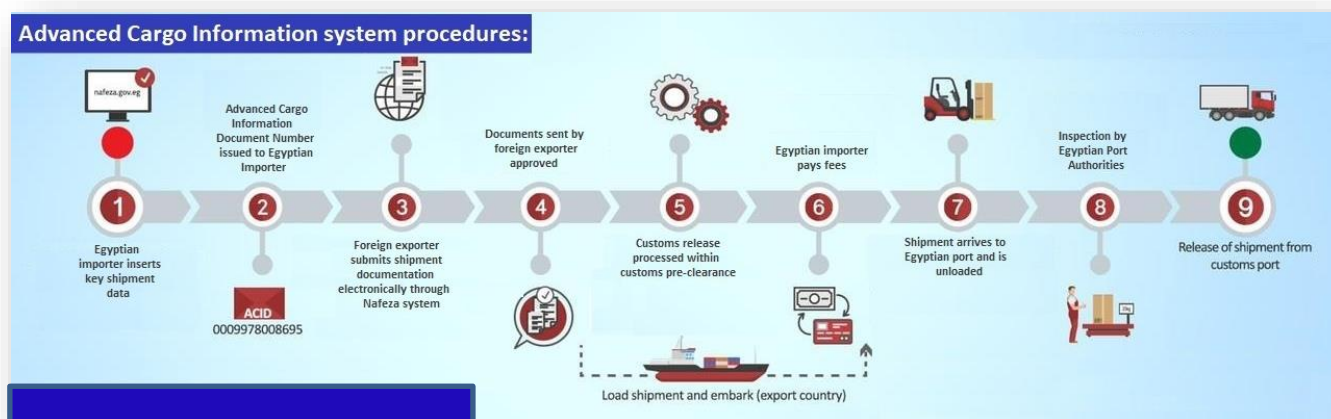 Advanced Cargo Information system procedures:
nafeza.gov.eg
1
Egyptian
importer inserts
key shipment
data
Advanced Cargo
Information
Document Number
issued to Egyptian
Importer
2
ACID
0009978008695
3
Foreign exporter
submits shipment
documentation
electronically through
Nafeza system
Documents sent by
foreign exporter
approved
4
5
Customs release
processed within
customs pre-clearance
Egyptian importer
pays fees
6
Load shipment and embark (export country)
7
Shipment arrives to
Egyptian port and is
unloaded
Inspection by
Egyptian Port
Authorities
8
9
Release of shipment from
customs port